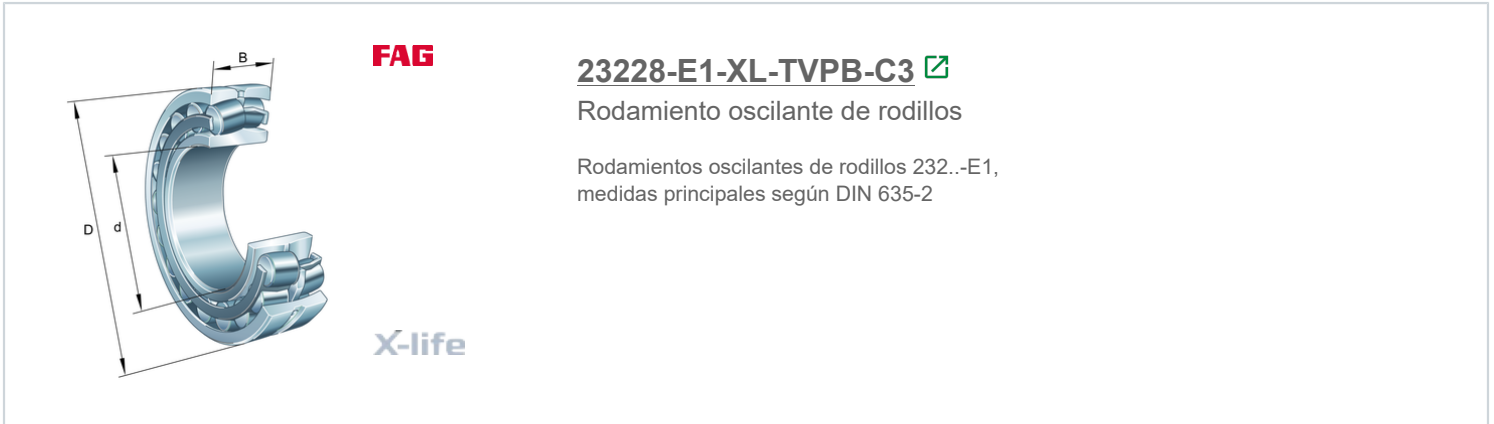 FAG
B
D
d
X-life
23228-E1-XL-TVPB-C3
Rodamiento oscilante de rodillos
Rodamientos oscilantes de rodillos 232..-E1,
medidas principales según DIN 635-2